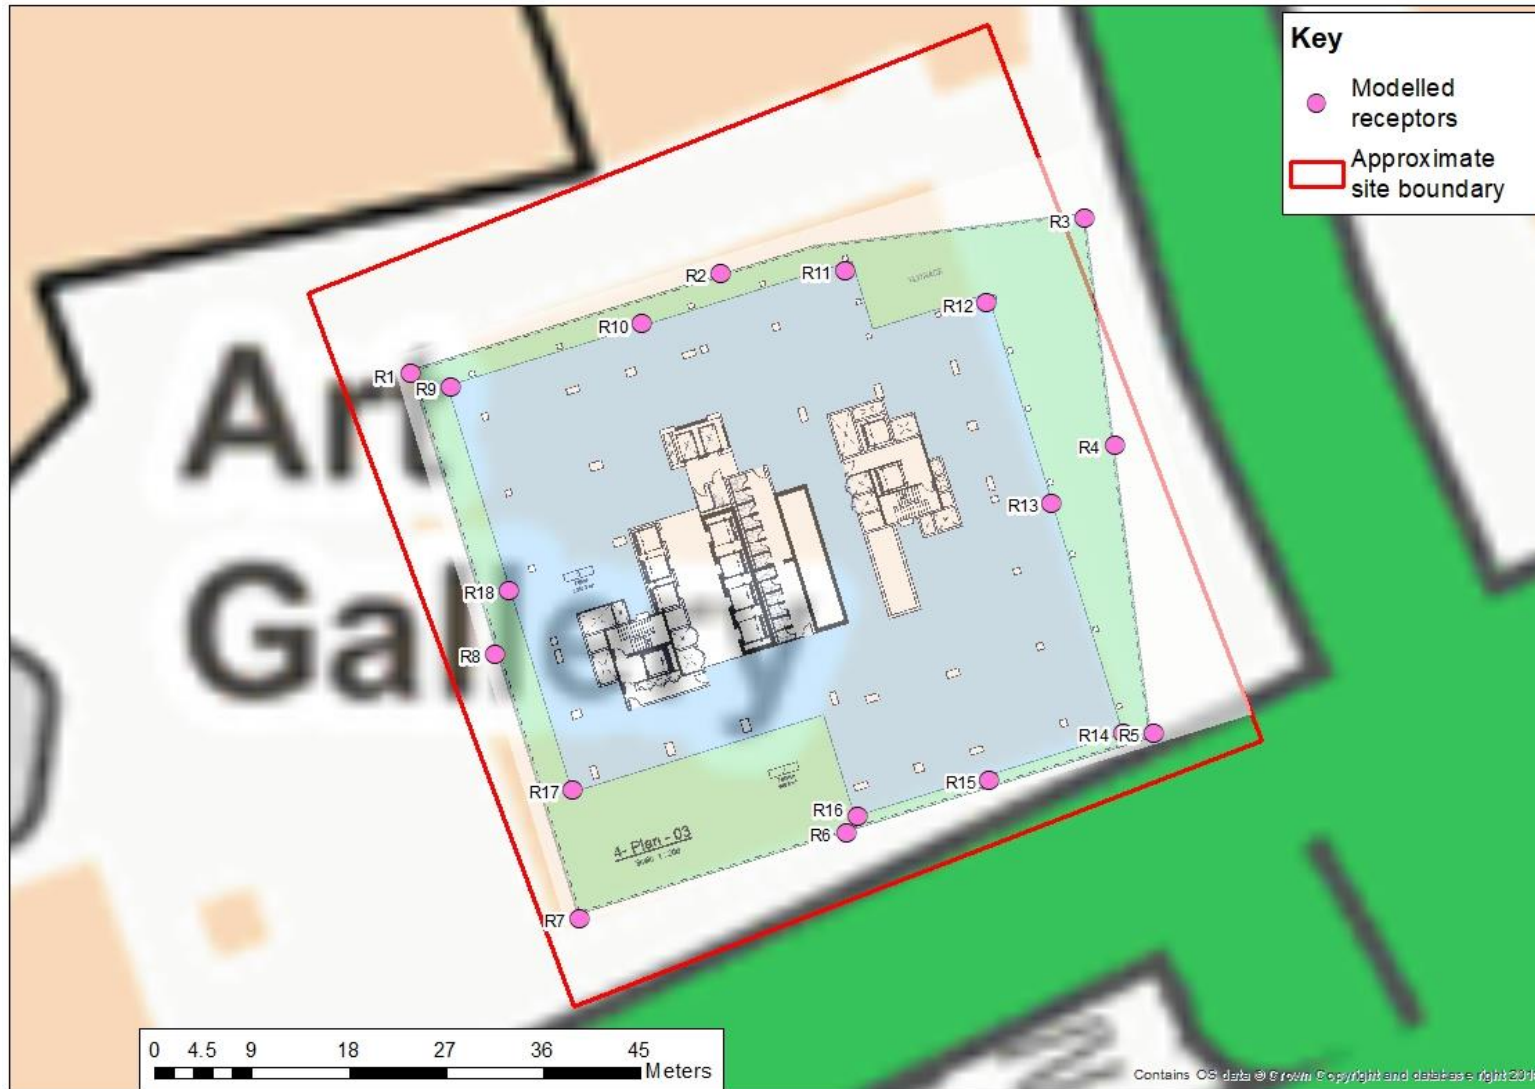 Key
Modelled
receptors
Approximate
site boundary
R3
R2
R11
R12
R10
R1
R9
Art
R4
R13
Gallery
R18
R8
R14
R5
R17
R15
R16
R6
4- Plan - 03
R7
0 4.5 9 18 27 36 45
Meters
Contains OS data © Crown Copyright and database right